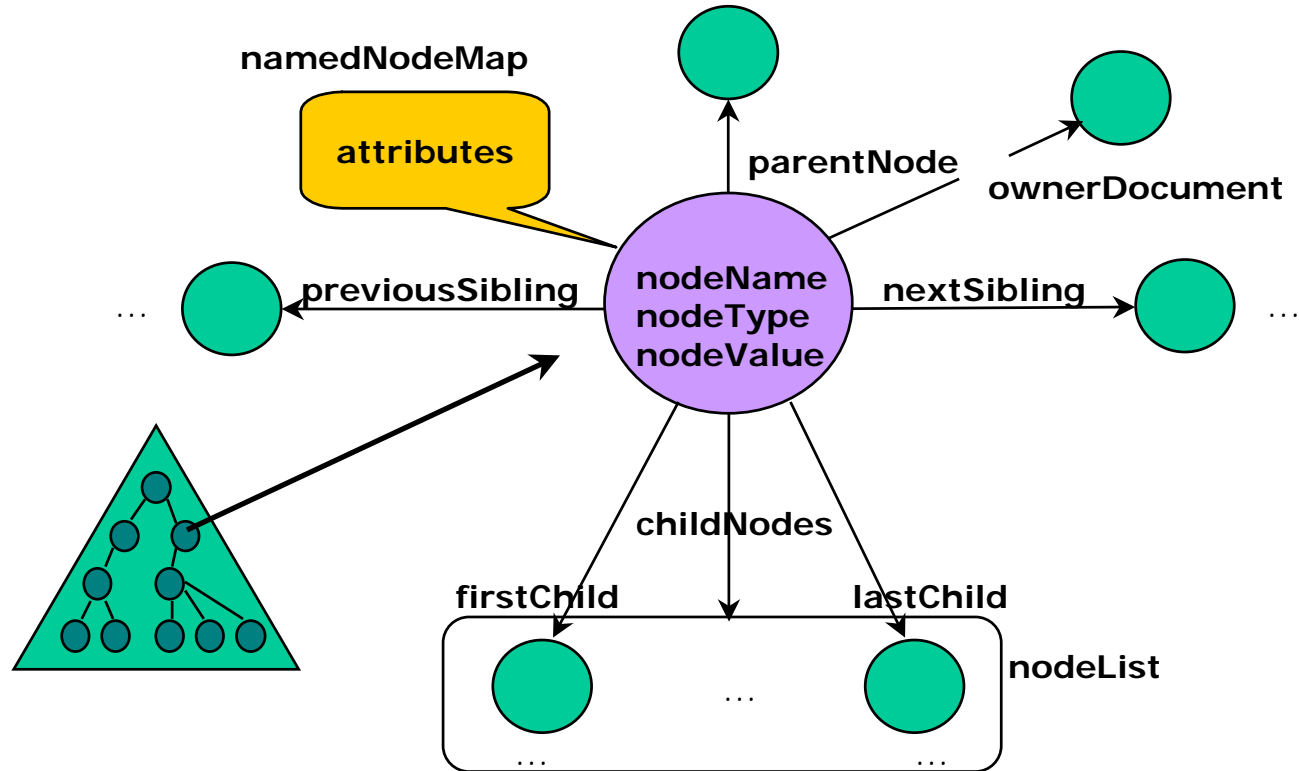 namedNodeMap
attributes
parentNode
ownerDocument
... previousSibling
nodeName
nodeType
nodeValue
nextSibling ...
childNodes
firstChild
lastChild
nodeList
...
... ...